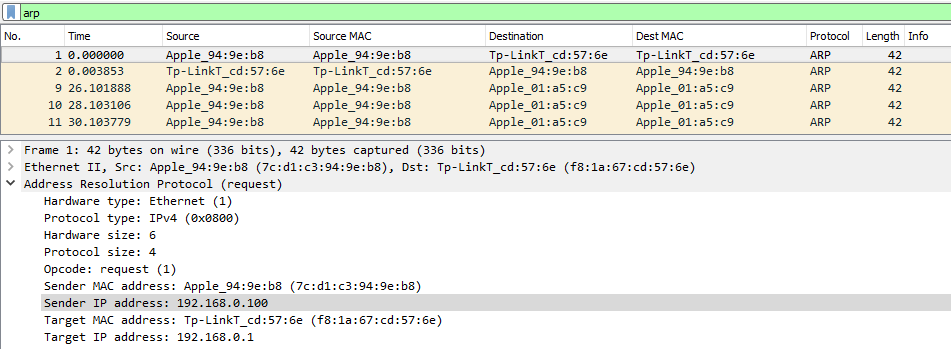 arp
No. Time Source Source MAC Destination Dest MAC Protocol Length Info
1 0.000000 Apple_94:9e:b8 Apple_94:9e:b8 Tp-LinkT_cd:57:6e Tp-LinkT_cd:57:6e ARP 42
2 0.003853 Tp-LinkT_cd:57:6e Tp-LinkT_cd:57:6e Apple_94:9e:b8 Apple_94:9e:b8 ARP 42
9 26.101888 Apple_94:9e:b8 Apple_94:9e:b8 Apple_01:a5:c9 Apple_01:a5:c9 ARP 42
10 28.103106 Apple_94:9e:b8 Apple_94:9e:b8 Apple_01:a5:c9 Apple_01:a5:c9 ARP 42
11 30.103779 Apple_94:9e:b8 Apple_94:9e:b8 Apple_01:a5:c9 Apple_01:a5:c9 ARP 42
Frame 1: 42 bytes on wire (336 bits), 42 bytes captured (336 bits)
Ethernet II, Src: Apple_94:9e:b8 (7c:d1:c3:94:9e:b8), Dst: Tp-LinkT_cd:57:6e (f8:1a:67:cd:57:6e)
Address Resolution Protocol (request)
Hardware type: Ethernet (1)
Protocol type: IPv4 (0x0800)
Hardware size: 6
Protocol size: 4
Opcode: request (1)
Sender MAC address: Apple_94:9e:b8 (7c:d1:c3:94:9e:b8)
Sender IP address: 192.168.0.100
Target MAC address: Tp-LinkT_cd:57:6e (f8:1a:67:cd:57:6e)
Target IP address: 192.168.0.1